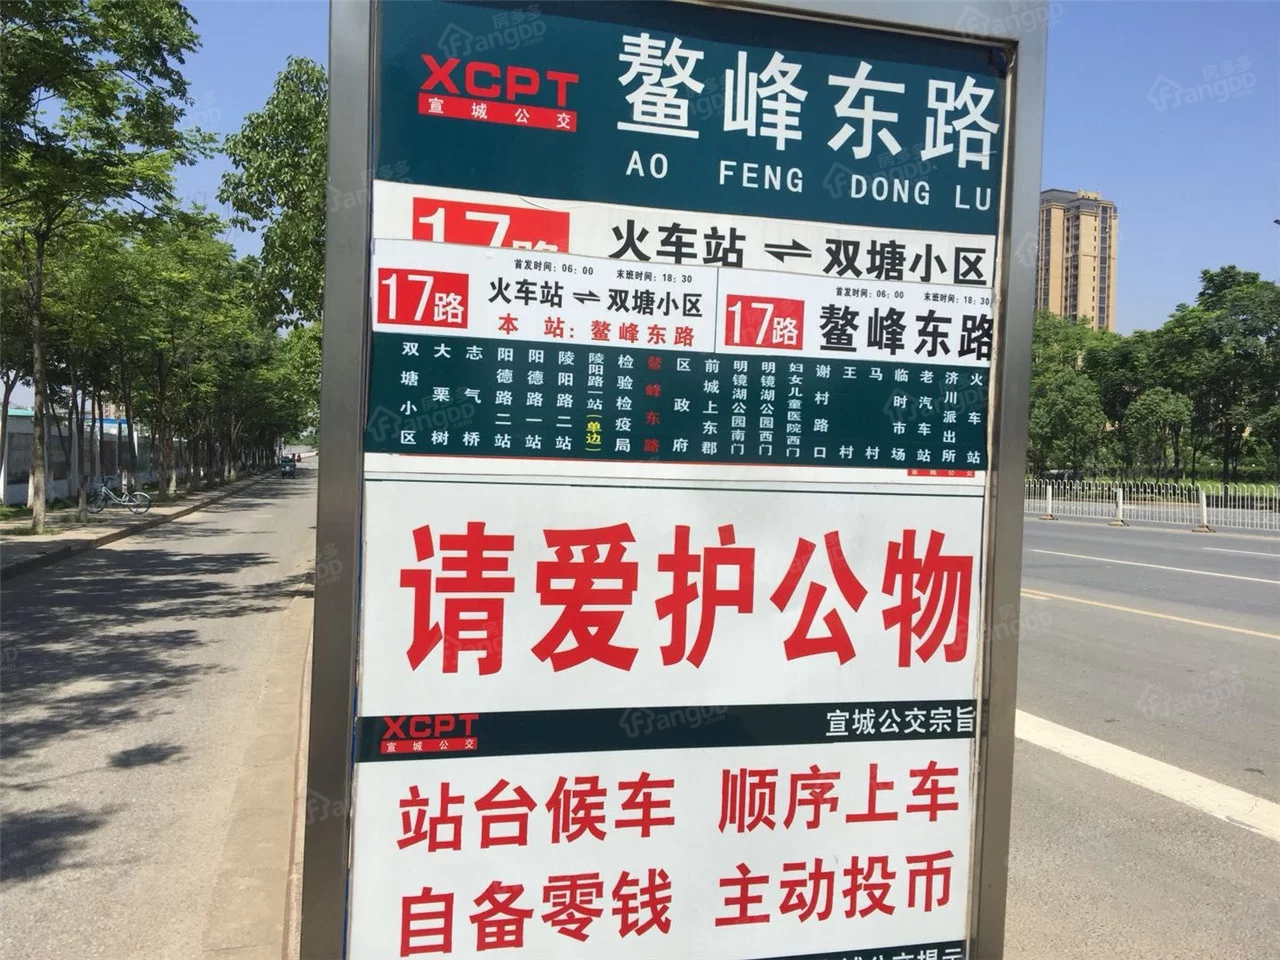 XCPT
宣城公交
鳌峰东路
AO FENG DONG LU
17路
火车站 ⇌ 双塘小区
首发时间：06：00 末班时间：18：30
17路
火车站 ⇌ 双塘小区
本站：鳌峰东路
首发时间：06：00 末班时间：18：30
17路
鳌峰东路
双塘小区
大栗树
志气桥
阳德路二站
阳德路一站
陵阳路二站
陵阳路一站（单边）
检验检疫局
鳌峰东路
区政府
前城上东郡
明镜湖公园南门
明镜湖公园西门
妇女儿童医院西门
谢村路口
王村
马村
临时市场
老汽车站
济川派出所
火车站
宣城公交
请爱护公物
XCPT
宣城公交
宣城公交宗旨
站台候车 顺序上车
自备零钱 主动投币
房多多
Fangdd.com